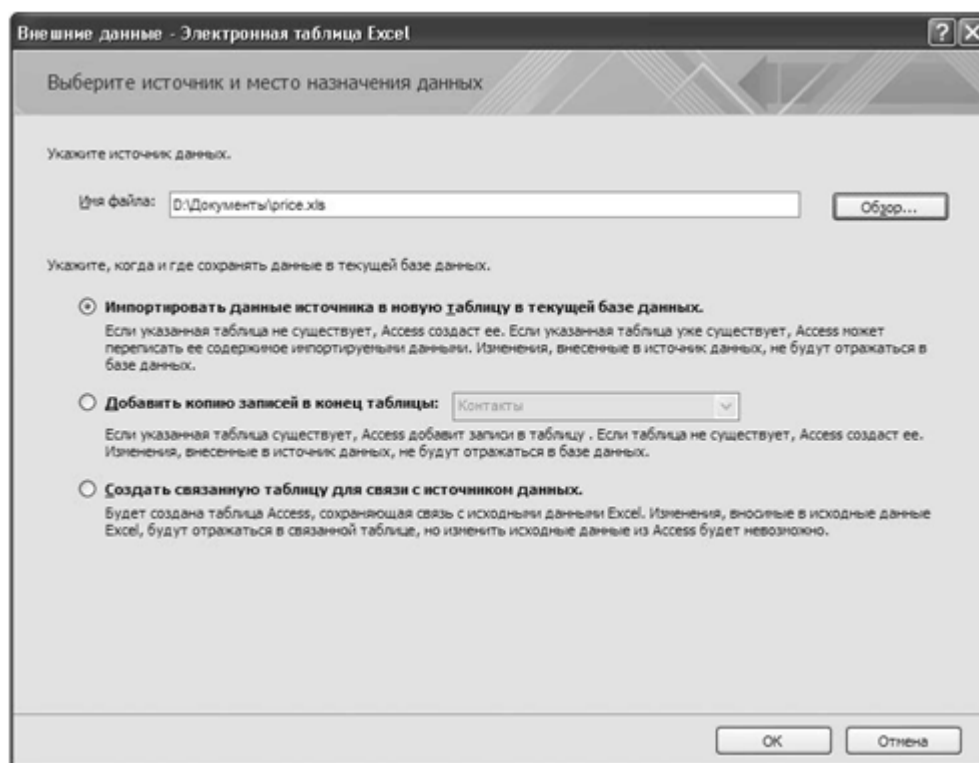 Внешние данные - Электронная таблица Excel
Выберите источник и место назначения данных
Укажите источник данных.
Имя файла: D:\Документы\price.xls Обзор...
Укажите, когда и где сохранять данные в текущей базе данных.
Импортировать данные источника в новую таблицу в текущей базе данных.
Если указанная таблица не существует, Access создаст ее. Если указанная таблица уже существует, Access может
переписать ее содержимое импортируемыми данными. Изменения, внесенные в источник данных, не будут отражаться в
базе данных.
Добавить копию записей в конец таблицы: Контакты
Если указанная таблица существует, Access добавит записи в таблицу . Если таблица не существует, Access создаст ее.
Изменения, внесенные в источник данных, не будут отражаться в базе данных.
Создать связанную таблицу для связи с источником данных.
Будет создана таблица Access, сохраняющая связь с исходными данными Excel. Изменения, вносимые в исходные данные
Excel, будут отражаться в связанной таблице, но изменить исходные данные из Access будет невозможно.
OK Отмена